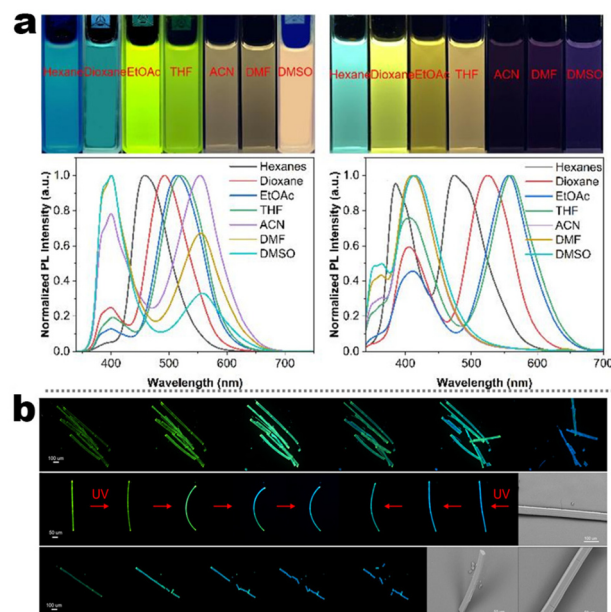 a
Hexane Dioxane EtOAc THF ACN DMF DMSO
Hexane Dioxane EtOAc THF ACN DMF DMSO
Normalized PL Intensity (a.u.)
1.0
0.8
0.6
0.4
0.2
0.0
Hexanes
Dioxane
EtOAc
THF
ACN
DMF
DMSO
400 500 600 700
Wavelength (nm)
Normalized PL Intensity (a.u.)
1.0
0.8
0.6
0.4
0.2
0.0
Hexanes
Dioxane
EtOAc
THF
ACN
DMF
DMSO
400 500 600 700
Wavelength (nm)
b
100 um
UV UV
50 um
100 um